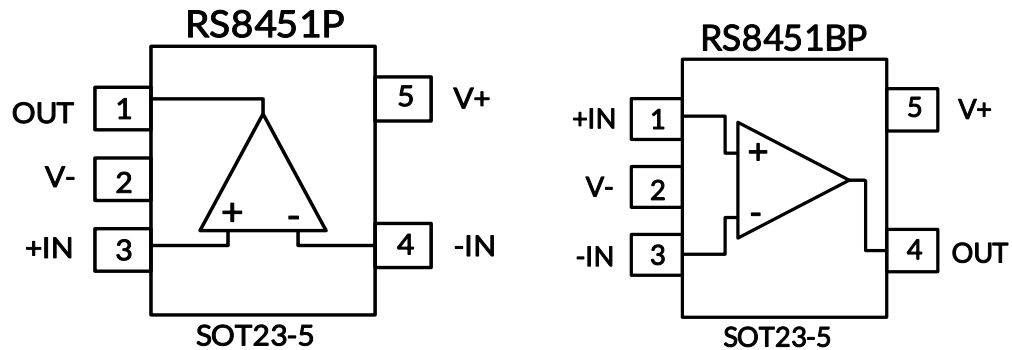 RS8451P
OUT 1
5 V+
V- 2
+IN 3
+ -
4 -IN
SOT23-5
RS8451BP
+IN 1
5 V+
+
V- 2
-
-IN 3
4 OUT
SOT23-5